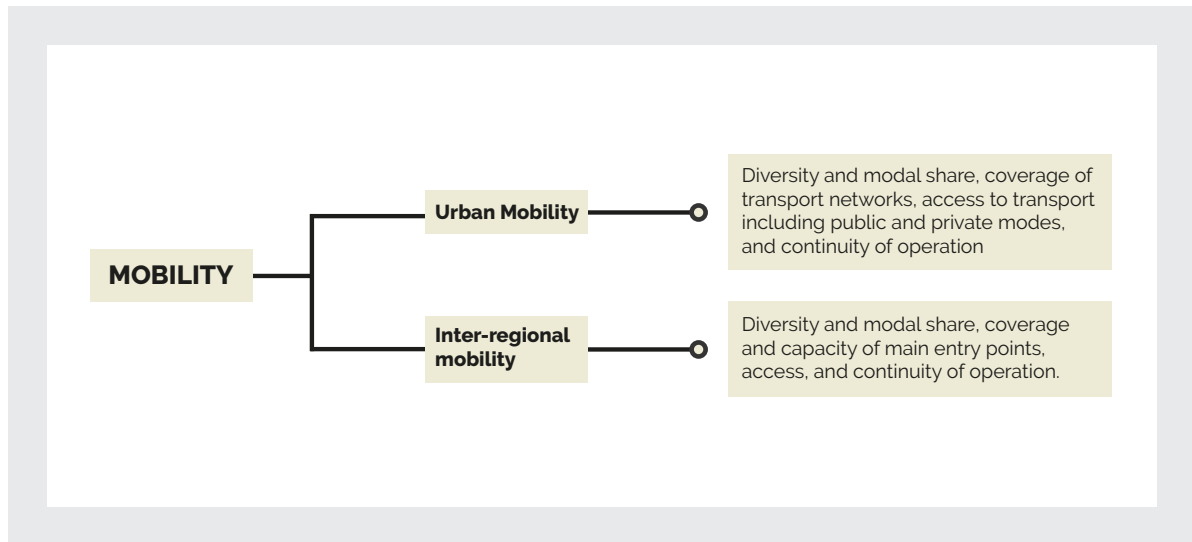 MOBILITY
Urban Mobility
Diversity and modal share, coverage of
transport networks, access to transport
including public and private modes,
and continuity of operation
Inter-regional
mobility
Diversity and modal share, coverage
and capacity of main entry points,
access, and continuity of operation.